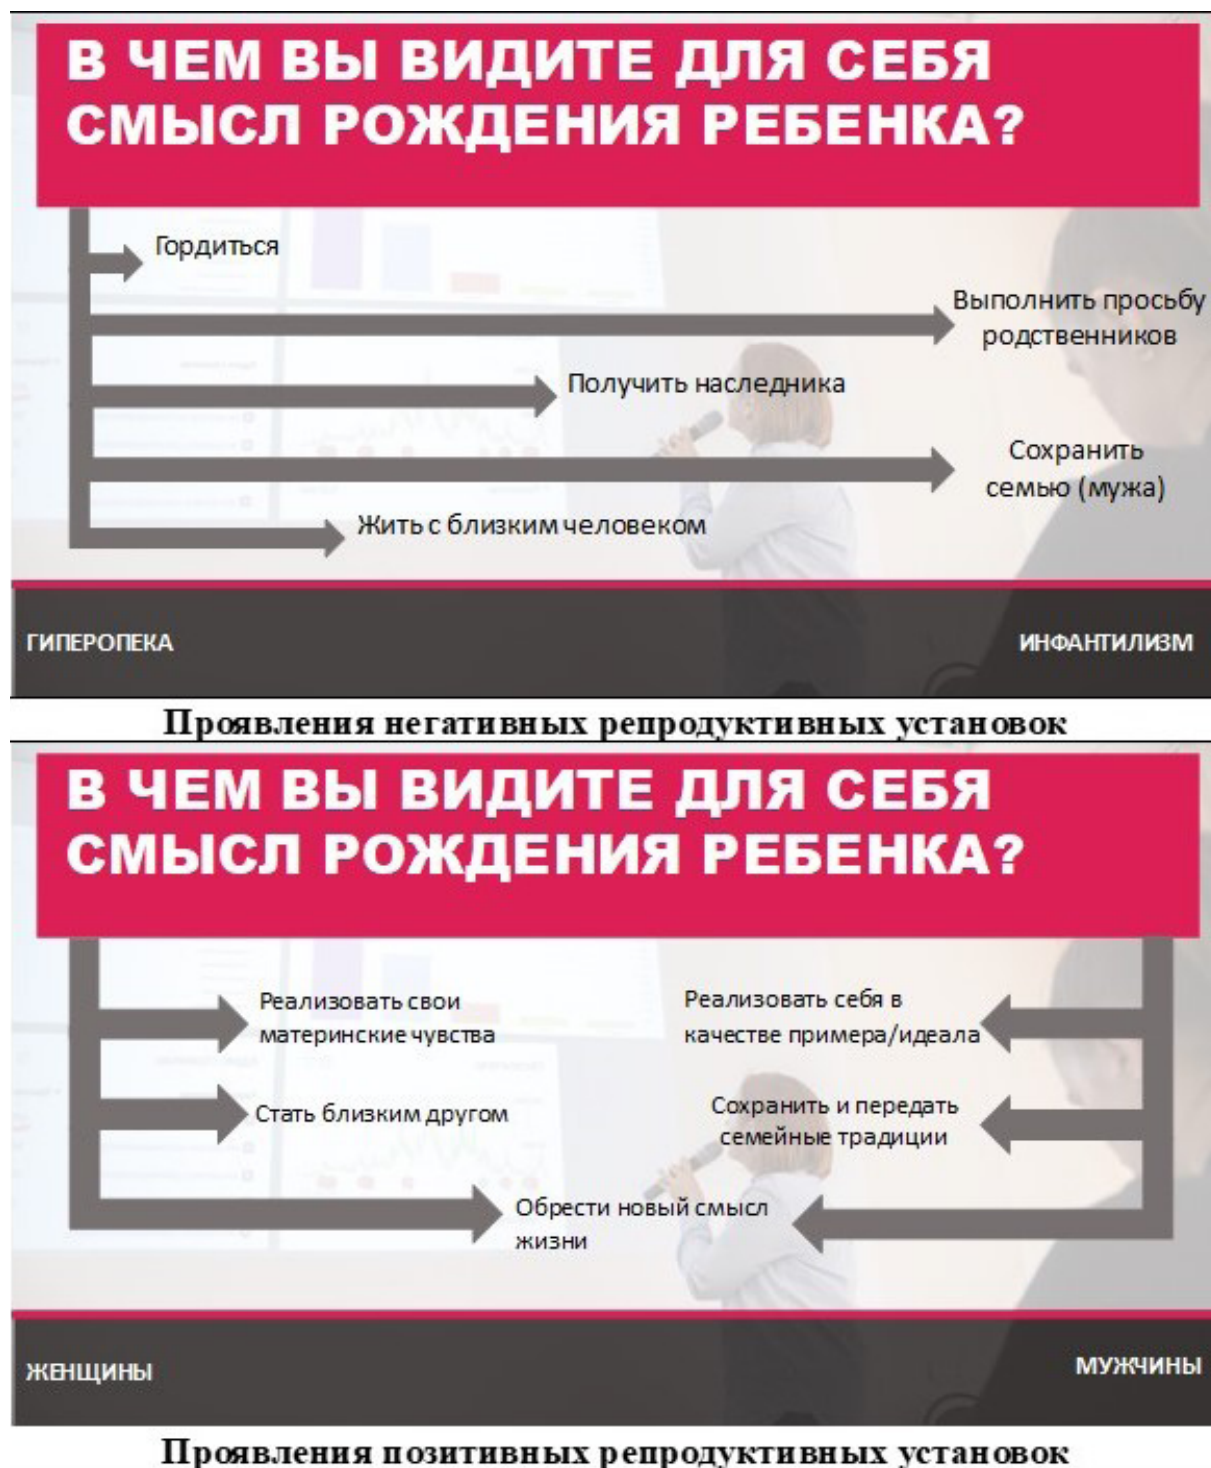 В ЧЕМ ВЫ ВИДИТЕ ДЛЯ СЕБЯ
СМЫСЛ РОЖДЕНИЯ РЕБЕНКА?
Гордиться
Выполнить просьбу
родственников
Получить наследника
Сохранить
семью (мужа)
Жить с близким человеком
ГИПЕРОПЕКА
ИНФАНТИЛИЗМ
Проявления негативных репродуктивных установок
В ЧЕМ ВЫ ВИДИТЕ ДЛЯ СЕБЯ
СМЫСЛ РОЖДЕНИЯ РЕБЕНКА?
Реализовать свои
материнские чувства
Реализовать себя в
качестве примера/идеала
Стать близким другом
Сохранить и передать
семейные традиции
Обрести новый смысл
жизни
ЖЕНЩИНЫ
МУЖЧИНЫ
Проявления позитивных репродуктивных установок